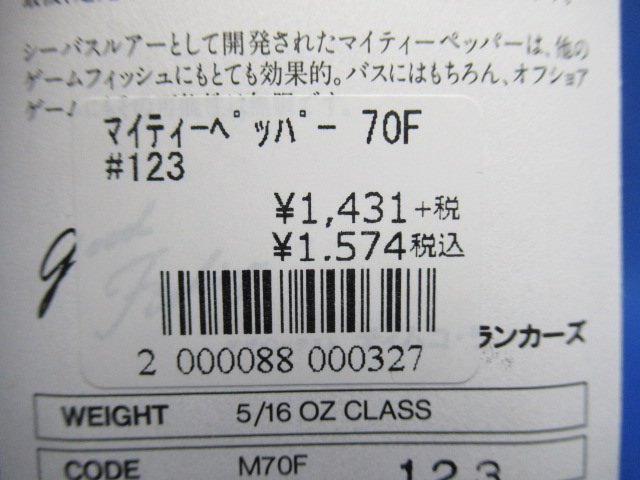 シーバスルアーとして開発されたマイティーペッパーは、他の
ゲームフィッシュにもとても効果的。バスにはもちろん、オフショア
ゲーム
ﾏｲﾃｨｰﾍﾟｯﾊﾟｰ 70F
#123
¥1,431+税
¥1.574税込
g
ランカーズ
2 000088 000327
WEIGHT 5/16 OZ CLASS
CODE M70F 123